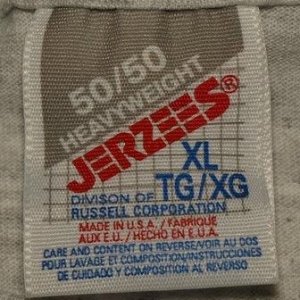 50/50
HEAVYWEIGHT
JERZEES®
XL
DIVISON OF TG/XG
RUSSELL CORPORATION
MADE IN U.S.A. / FABRIQUE
AUX E.U. / HECHO EN E.U.A.
CARE AND CONTENT ON REVERSE/VOIR AU DOS
POUR LAVAGE ET COMPOSITION/INSTRUCCIONES
DE CUIDADO Y COMPOSITION AL REVERSO